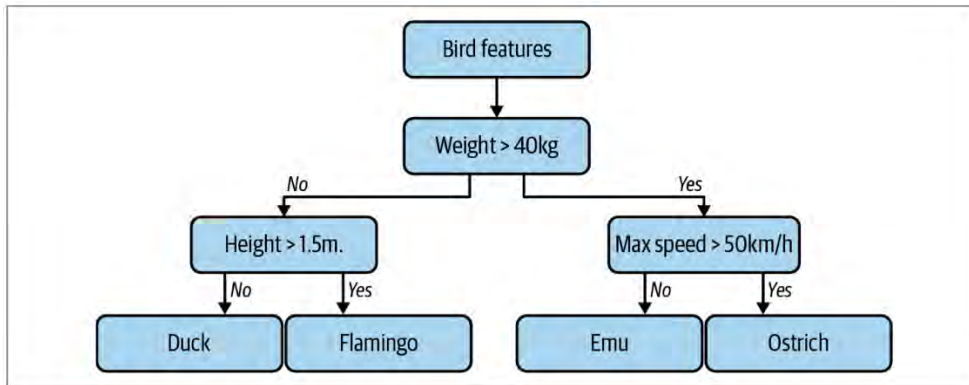 Bird features
Weight > 40kg
No
Yes
Height > 1.5m.
Max speed > 50km/h
No
Yes
No
Yes
Duck
Flamingo
Emu
Ostrich